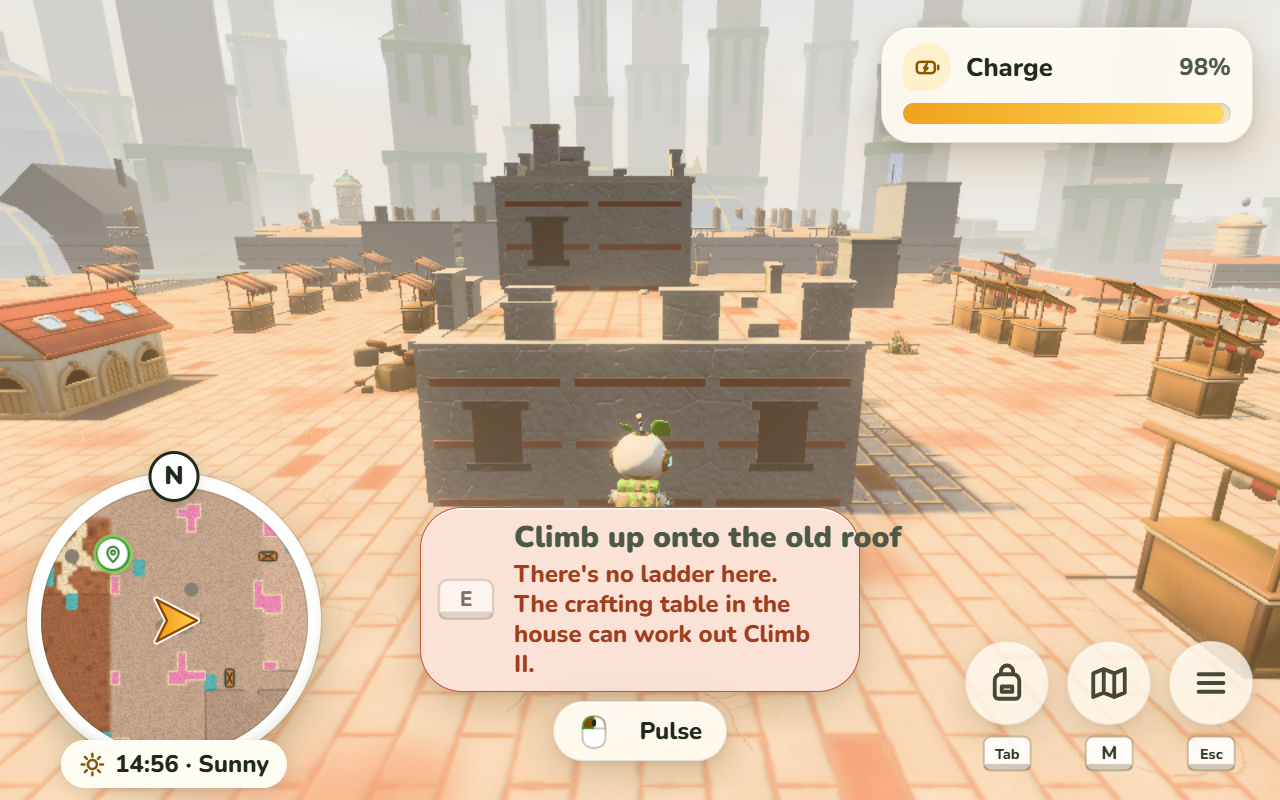 Charge 98%
N
E
Climb up onto the old roof
There's no ladder here.
The crafting table in the
house can work out Climb
II.
Pulse
14:56 · Sunny
Tab
M
Esc